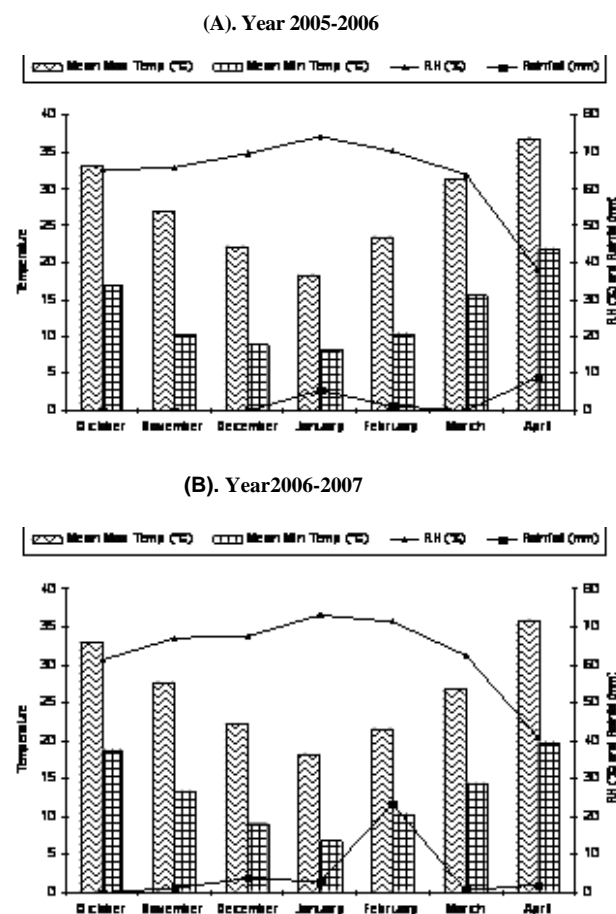 (A). Year 2005-2006
Mean Max Temp (°C) Mean Min Temp (°C) RH (%) Rainfall (mm)
40 80
35 70
30 60
25 50
20 40
15 30
10 20
5 10
0 0
Temperature
RH (%) and Rainfall (mm)
October November December January February March April
(B). Year2006-2007
Mean Max Temp (°C) Mean Min Temp (°C) RH (%) Rainfall (mm)
40 80
35 70
30 60
25 50
20 40
15 30
10 20
5 10
0 0
Temperature
RH (%) and Rainfall (mm)
October November December January February March April